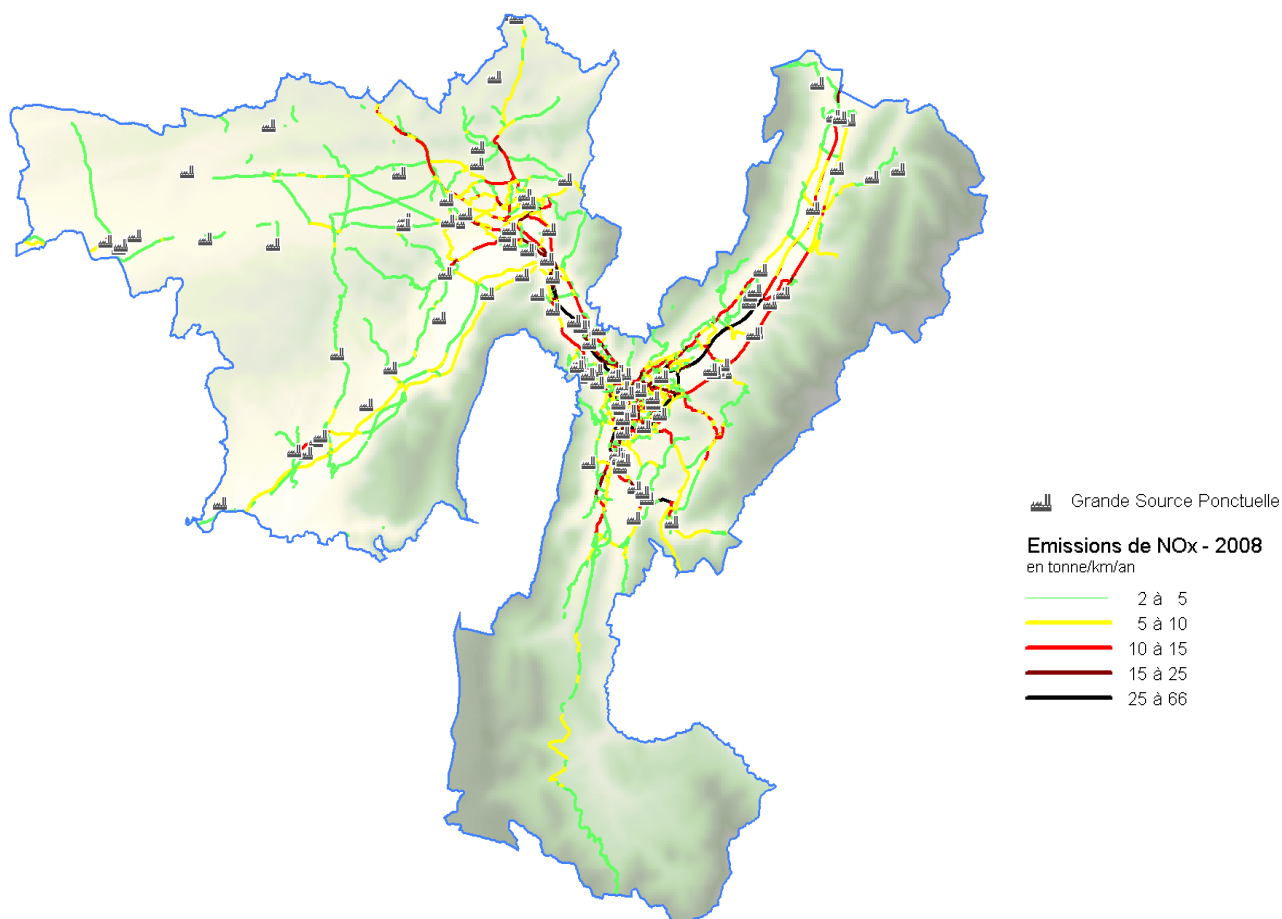 Grande Source Ponctuelle
Emissions de NOx - 2008
en tonne/km/an
2 à 5
5 à 10
10 à 15
15 à 25
25 à 66